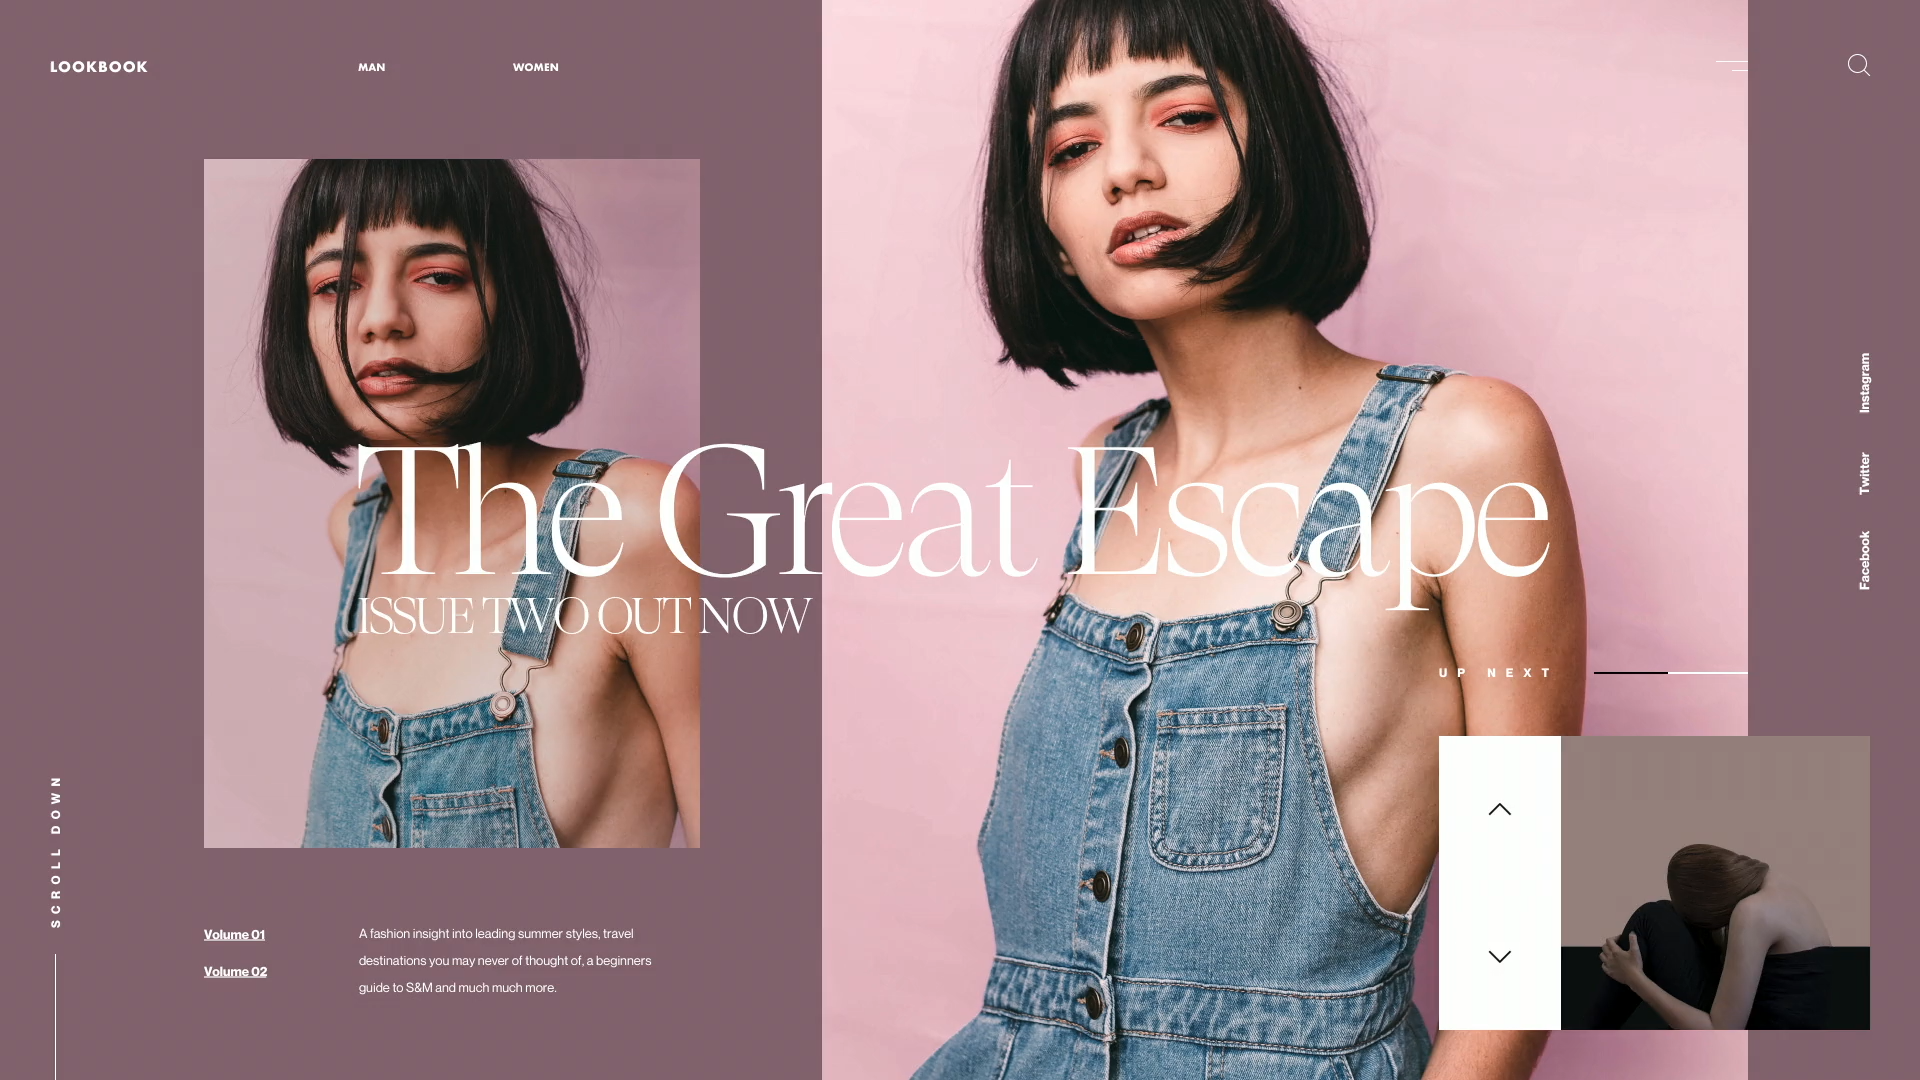 LOOKBOOK
MAN
WOMEN
The Great Escape
ISSUE TWO OUT NOW
Instagram
Twitter
Facebook
UP NEXT
SCROLL DOWN
Volume 01
Volume 02
A fashion insight into leading summer styles, travel
destinations you may never of thought of, a beginners
guide to S&M and much much more.